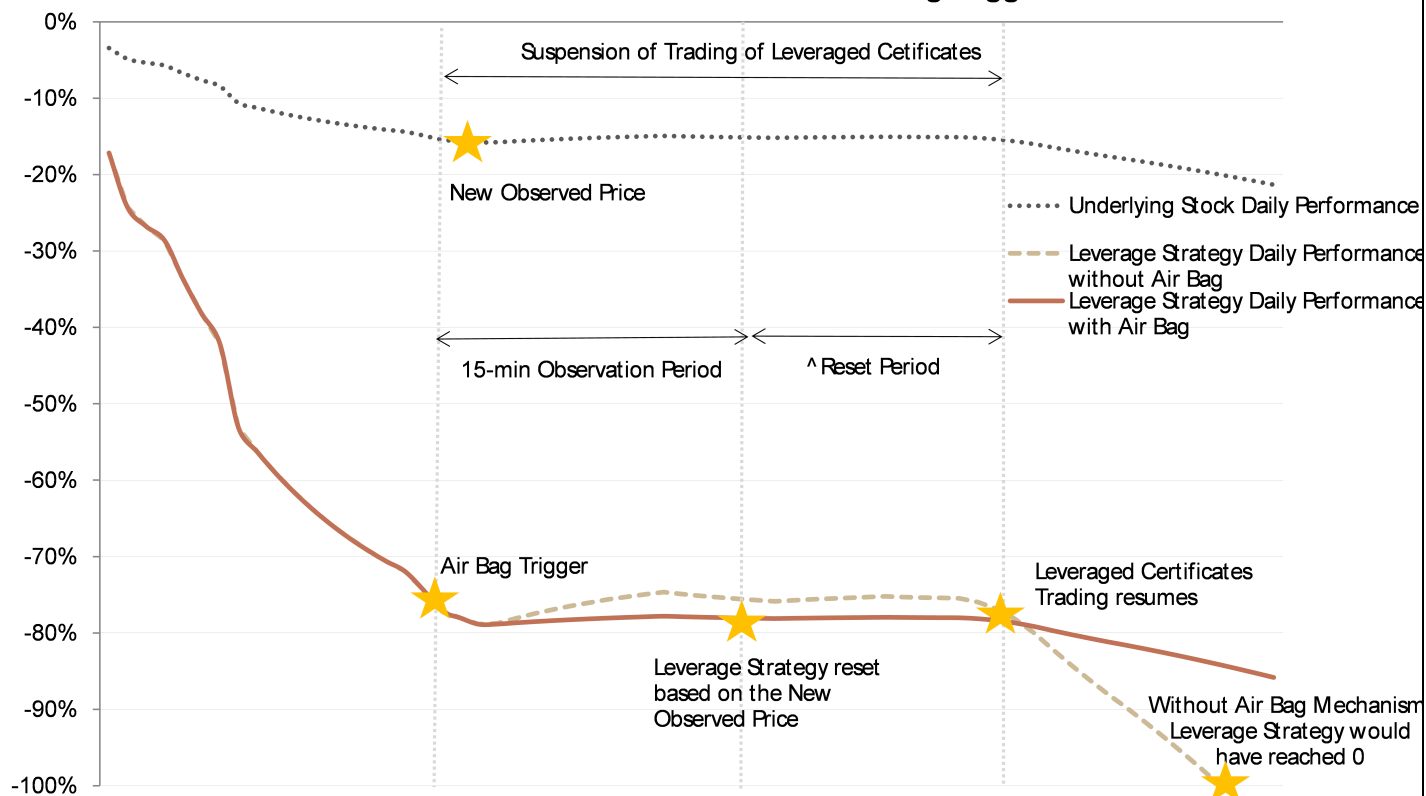 0%
Suspension of Trading of Leveraged Cetificates
-10%
-20%
New Observed Price
Underlying Stock Daily Performance
-30%
Leverage Strategy Daily Performance
without Air Bag
Leverage Strategy Daily Performance
with Air Bag
-40%
15-min Observation Period
^ Reset Period
-50%
-60%
-70%
Air Bag Trigger
Leveraged Certificates
Trading resumes
-80%
Leverage Strategy reset
based on the New
Observed Price
-90%
Without Air Bag Mechanism
Leverage Strategy would
have reached 0
-100%